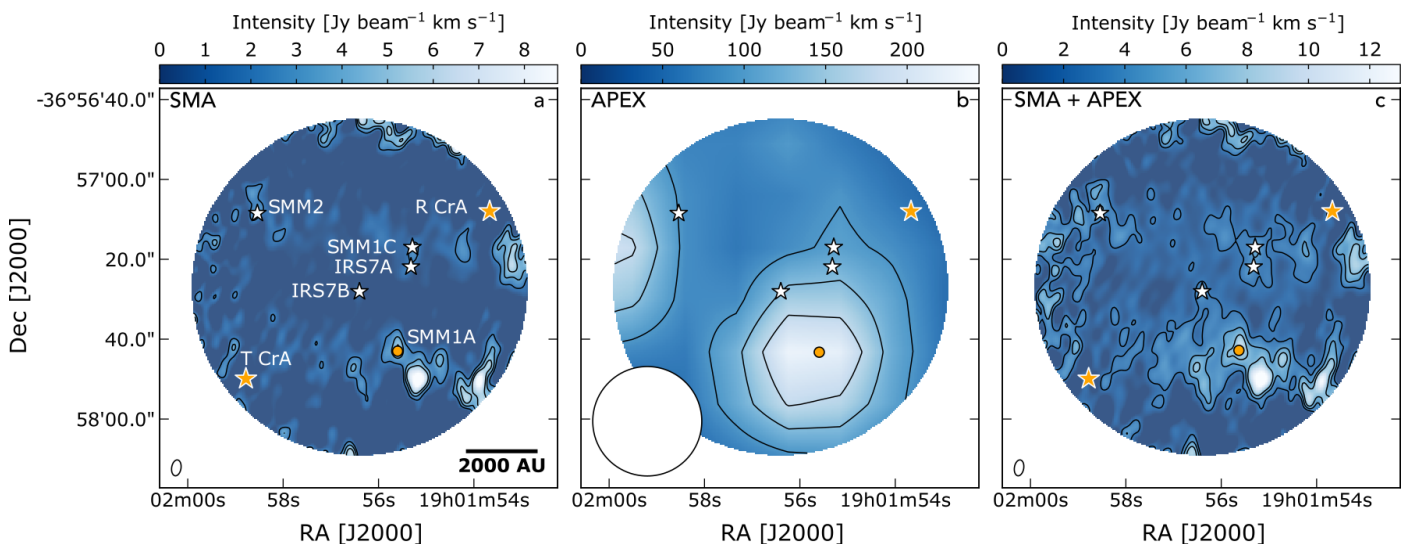 Intensity [Jy beam⁻¹ km s⁻¹]
0 1 2 3 4 5 6 7 8
SMA a
SMM2
R CrA
SMM1C
IRS7A
IRS7B
SMM1A
T CrA
2000 AU
-36°56'40.0"
57'00.0"
20.0"
40.0"
58'00.0"
Dec [J2000]
02m00s 58s 56s 19h01m54s
RA [J2000]
Intensity [Jy beam⁻¹ km s⁻¹]
0 50 100 150 200
APEX b
02m00s 58s 56s 19h01m54s
RA [J2000]
Intensity [Jy beam⁻¹ km s⁻¹]
0 2 4 6 8 10 12
SMA + APEX c
02m00s 58s 56s 19h01m54s
RA [J2000]